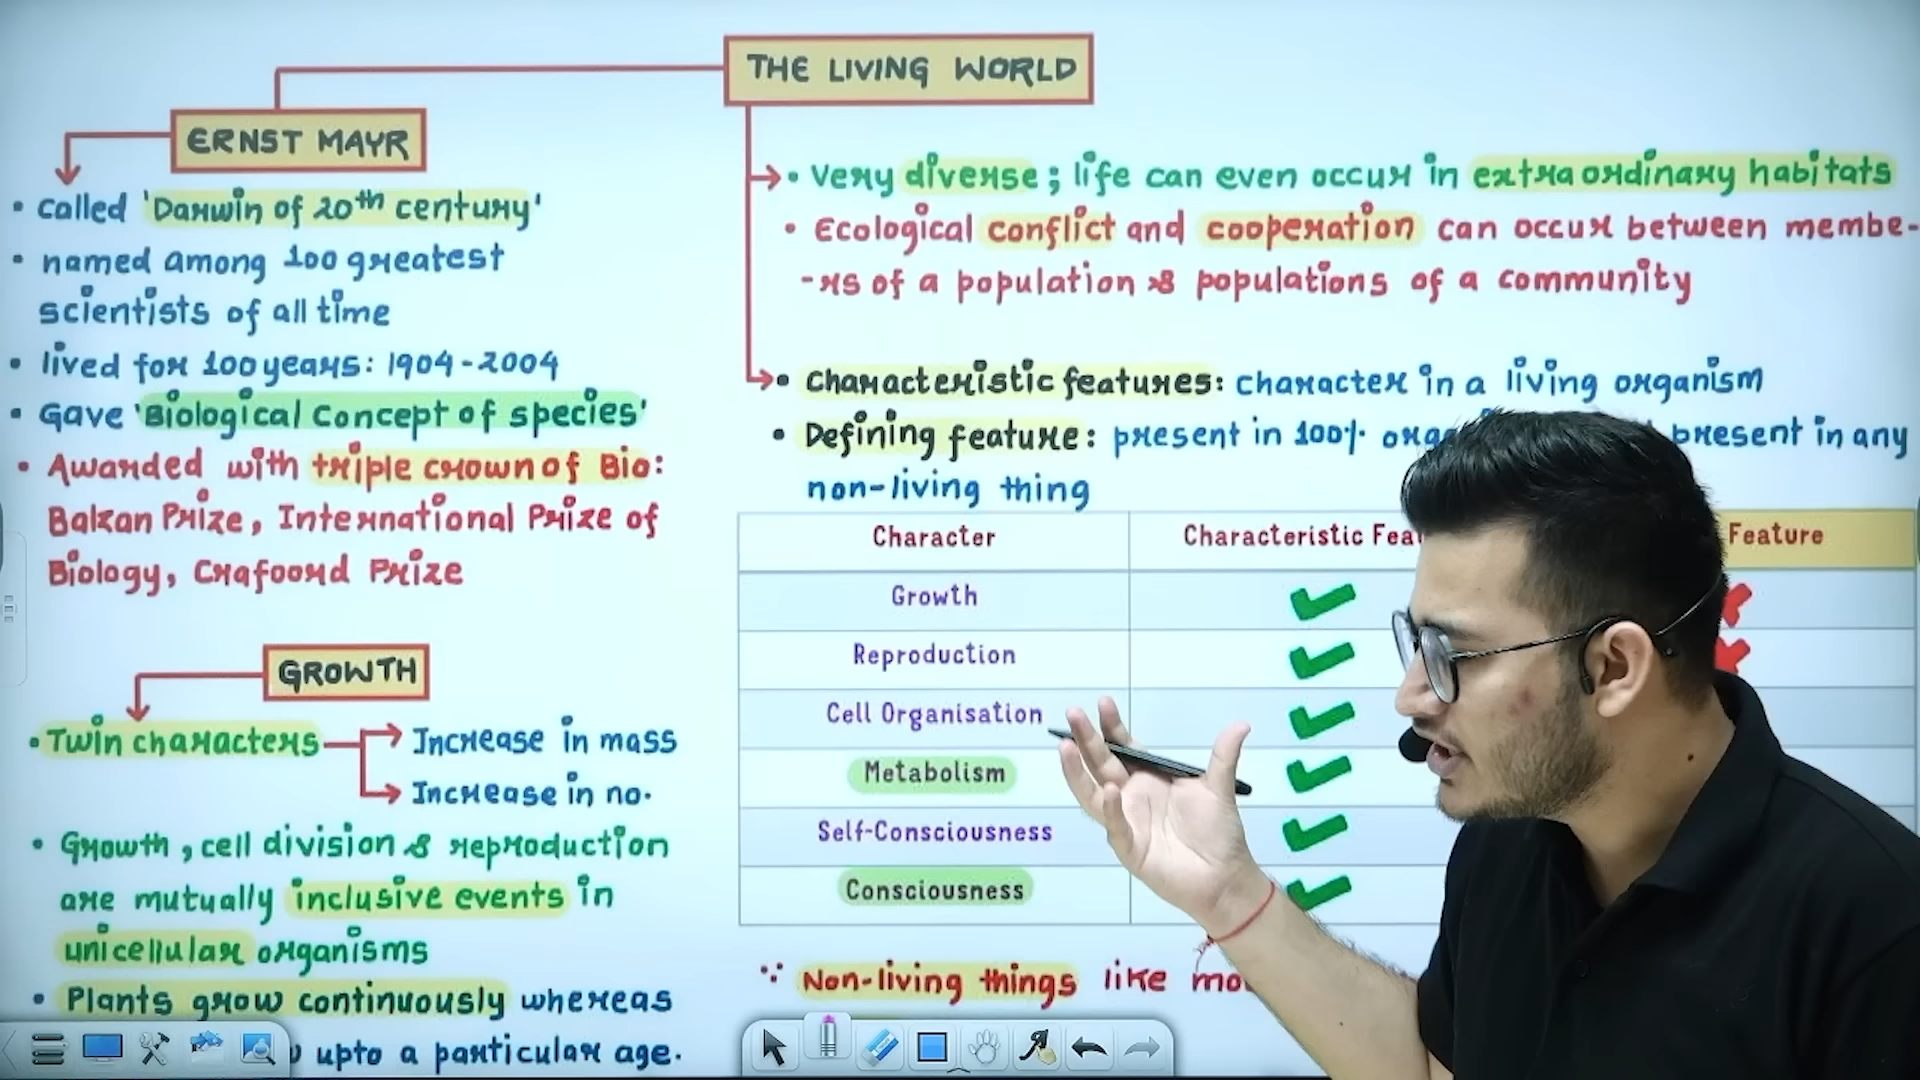 THE LIVING WORLD
ERNST MAYR
• called 'Darwin of 20th century'
• named among 100 greatest
scientists of all time
• lived for 100 years: 1904-2004
• Gave 'Biological Concept of species'
• Awarded with triple crown of Bio:
Balzan Prize, International Prize of
Biology, Crafoord Prize
GROWTH
• Twin characters
Increase in mass
Increase in no.
• Growth, cell division & reproduction
are mutually inclusive events in
unicellular organisms
• Plants grow continuously whereas
upto a particular age.
• Very diverse; life can even occur in extraordinary habitats
• Ecological conflict and cooperation can occur between membe-
-rs of a population & populations of a community
• Characteristic features: character in a living organism
• Defining feature: present in 100% present in any
non-living thing
Character Characteristic Feature
Growth
Reproduction
Cell Organisation
Metabolism
Self-Consciousness
Consciousness
∵ Non-living things like